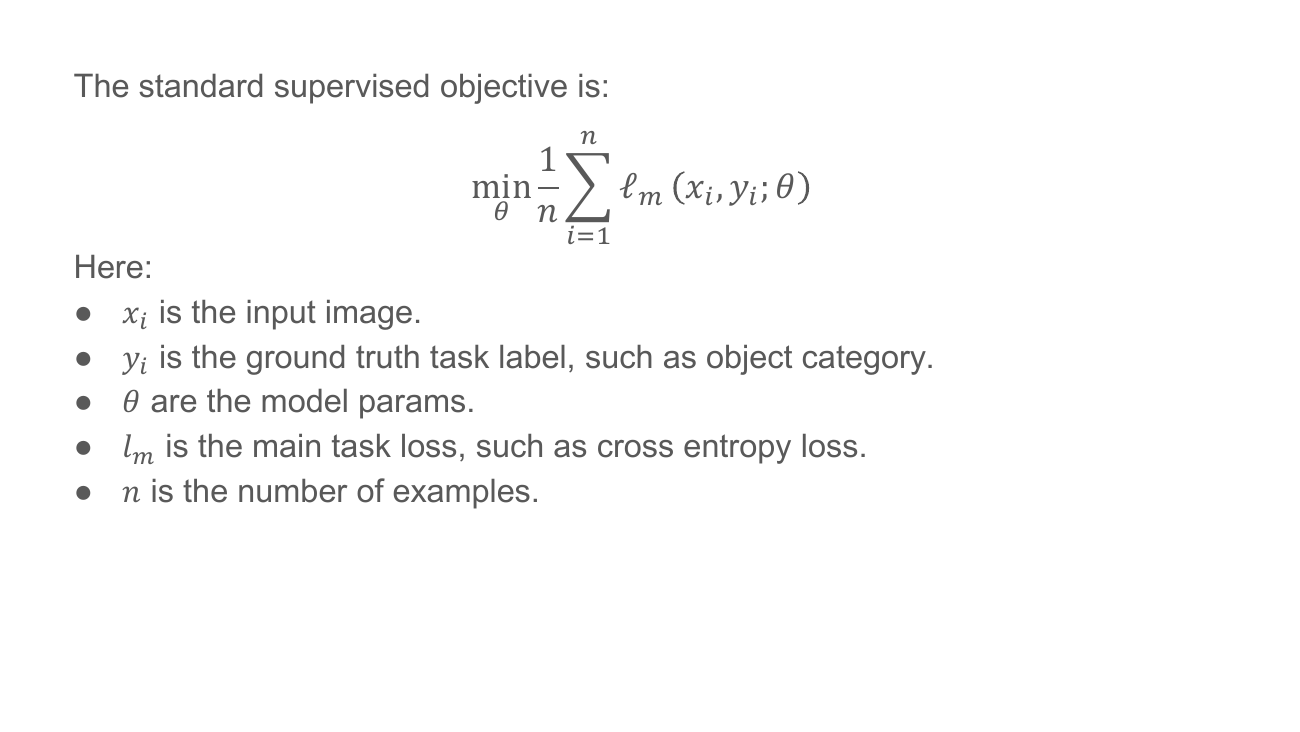 The standard supervised objective is:
min_θ 1/n ∑_{i=1}^{n} ℓ_m (x_i, y_i; θ)
Here:
● x_i is the input image.
● y_i is the ground truth task label, such as object category.
● θ are the model params.
● l_m is the main task loss, such as cross entropy loss.
● n is the number of examples.